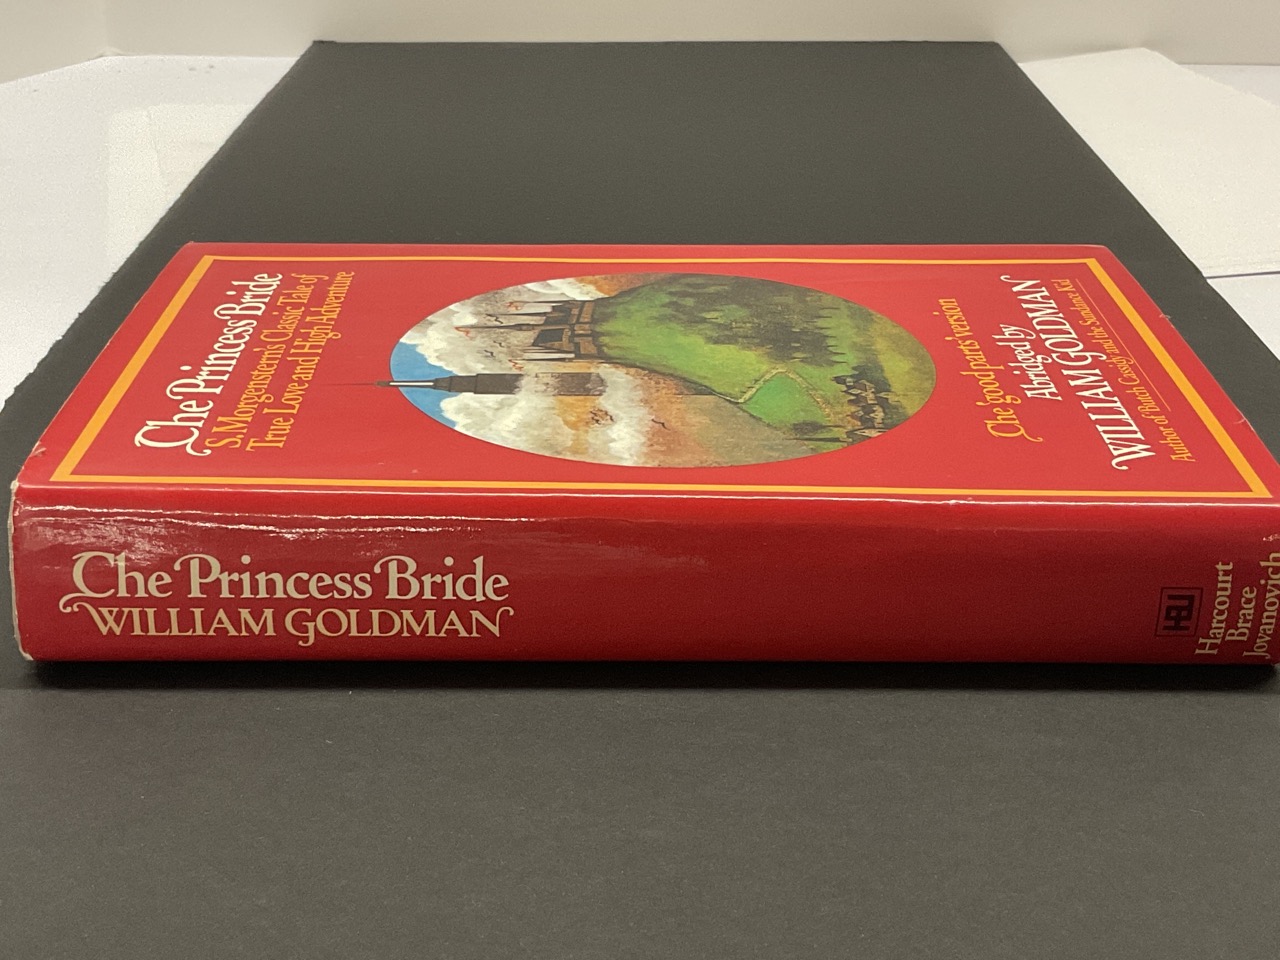 The Princess Bride
S. Morgenstern's Classic Tale of
True Love and High Adventure
The 'good parts' version
Abridged by
WILLIAM GOLDMAN
Author of Butch Cassidy and the Sundance Kid
The Princess Bride
WILLIAM GOLDMAN
HBJ
Harcourt
Brace
Jovanovich